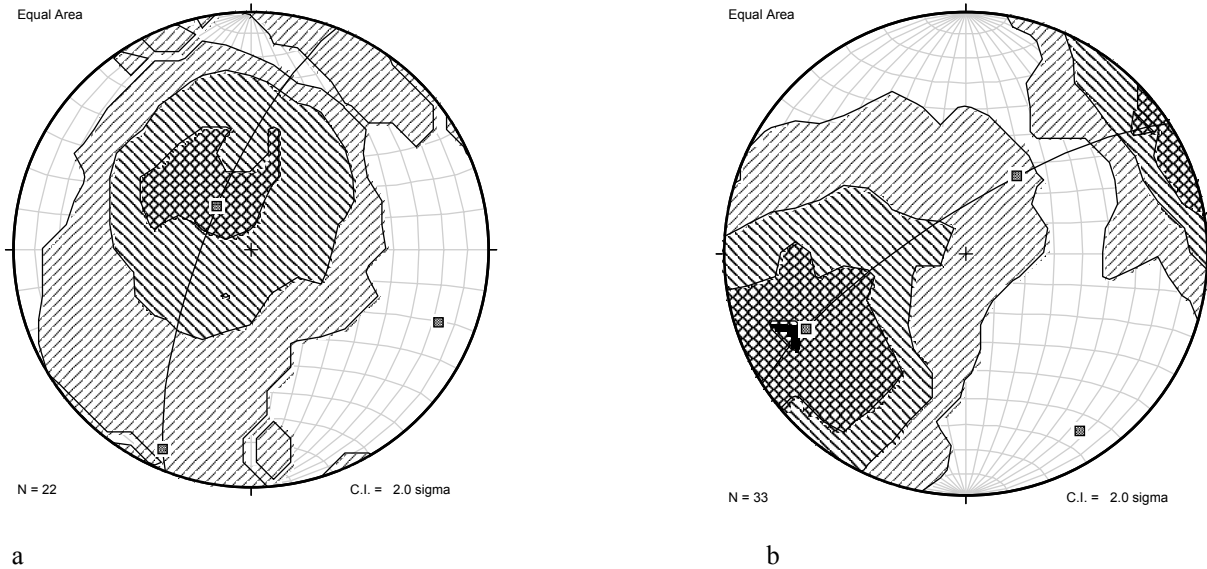 Equal Area
N = 22
C.I. = 2.0 sigma
a
Equal Area
N = 33
C.I. = 2.0 sigma
b